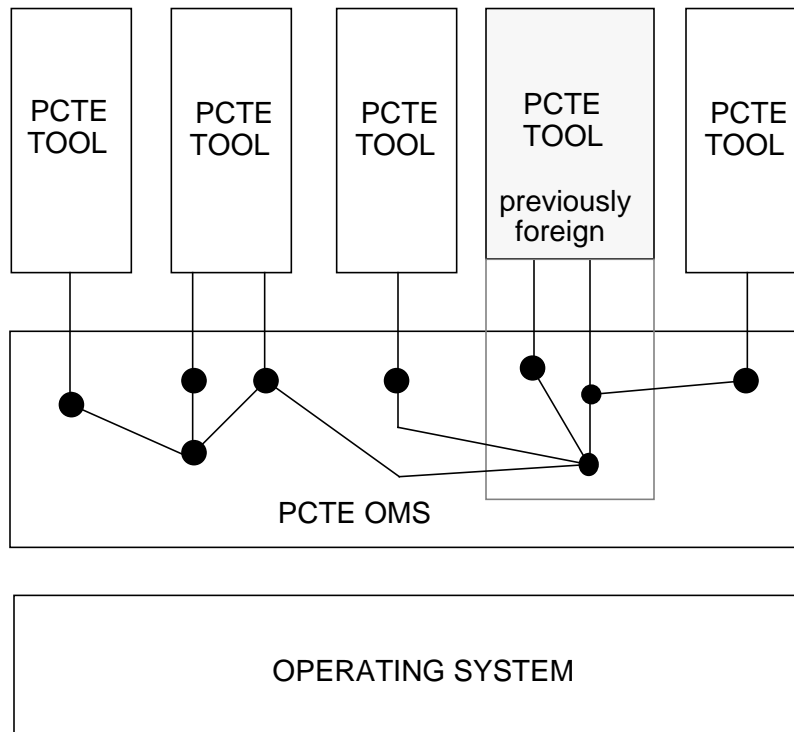 PCTE
TOOL
PCTE
TOOL
PCTE
TOOL
PCTE
TOOL
previously
foreign
PCTE
TOOL
PCTE OMS
OPERATING SYSTEM